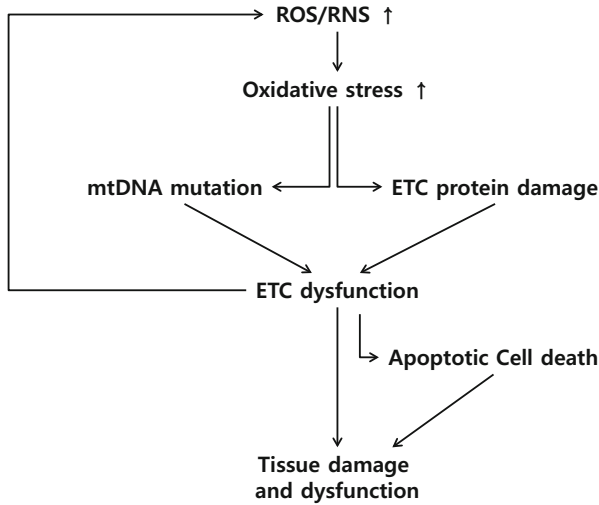 ROS/RNS ↑
Oxidative stress ↑
mtDNA mutation
ETC protein damage
ETC dysfunction
Apoptotic Cell death
Tissue damage
and dysfunction